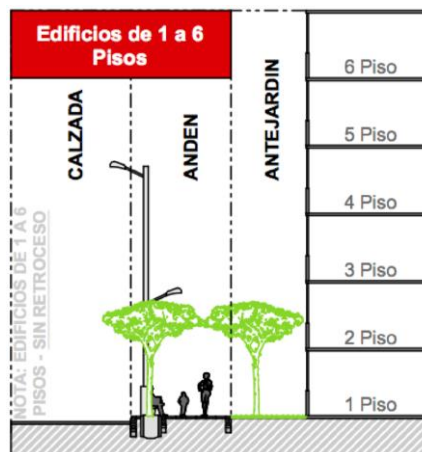 Edificios de 1 a 6
Pisos
CALZADA
ANDEN
ANTEJARDIN
NOTA: EDIFICIOS DE 1 A 6
PISOS - SIN RETROCESO
6 Piso
5 Piso
4 Piso
3 Piso
2 Piso
1 Piso